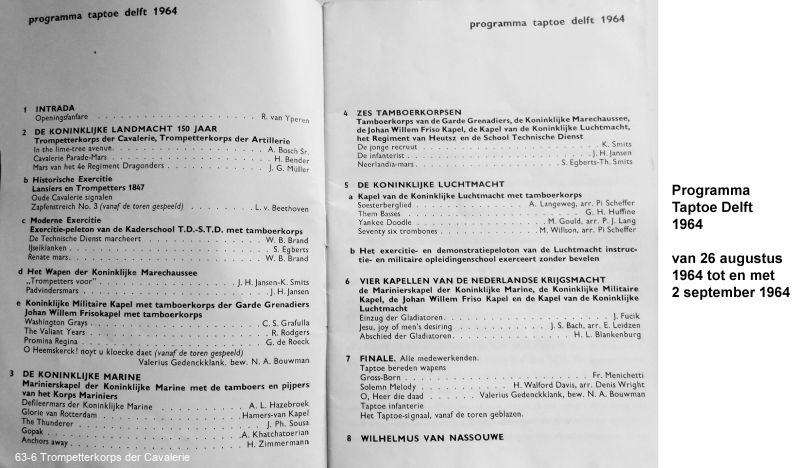 programma taptoe delft 1964
1 INTRADA
Openingsfanfare . . . . . . . . . . . . . . R. van Yperen
2 DE KONINKLIJKE LANDMACHT 150 JAAR
Trompetterkorps der Cavalerie, Trompetterkorps der Artillerie
In the lime-tree avenue. . . . . . . . . . . . . . A. Bosch Sr.
Cavalerie Parade-Mars . . . . . . . . . . . . . . H. Bender
Mars van het 4e Regiment Dragonders . . . . . . . . . . J. G. Müller
b Historische Exercitie
Lansiers en Trompetters 1847
Oude Cavalerie signalen
Zapfenstreich No. 3 (vanaf de toren gespeeld) . . . . . . . L. v. Beethoven
c Moderne Exercitie
Exercitie-peleton van de Kaderschool T.D.-S.T.D. met tamboerkorps
De Technische Dienst marcheert . . . . . . . . . . W. B. Brand
IJselklanken . . . . . . . . . . . . . . S. Egberts
Renate mars. . . . . . . . . . . . . . W. B. Brand
d Het Wapen der Koninklijke Marechaussee
„Trompetters voor" . . . . . . . . . . J. H. Jansen-K. Smits
Padvindersmars . . . . . . . . . . . . . . J. H. Jansen
e Koninklijke Militaire Kapel met tamboerkorps der Garde Grenadiers
Johan Willem Frisokapel met tamboerkorps
Washington Grays . . . . . . . . . . . . . . C. S. Grafulla
The Valiant Years . . . . . . . . . . . . . . R. Rodgers
Promina Regina . . . . . . . . . . . . . . G. de Roeck
O Heemskerck! noyt u kloecke daet (vanaf de toren gespeeld)
Valerius Gedenckklank. bew. N. A. Bouwman
3 DE KONINKLIJKE MARINE
Marinierskapel der Koninklijke Marine met de tamboers en pijpers
van het Korps Mariniers
Defileermars der Koninklijke Marine . . . . . . . . . . A. L. Hazebroek
Glorie van Rotterdam . . . . . . . . . . . . Hamers-van Kapel
The Thunderer . . . . . . . . . . . . . . J. Ph. Sousa
Gopak . . . . . . . . . . . . . . A. Khatchatoerian
Anchors away . . . . . . . . . . . . . . H. Zimmermann
63-6 Trompetterkorps der Cavalerie
programma taptoe delft 1964
4 ZES TAMBOERKORPSEN
Tamboerkorps van de Garde Grenadiers, de Koninklijke Marechaussee,
de Johan Willem Friso Kapel, de Kapel van de Koninklijke Luchtmacht,
het Regiment van Heutsz en de School Technische Dienst
De jonge recruut . . . . . . . . . . . . . . K. Smits
De infanterist . . . . . . . . . . . . . . J. H. Jansen
Neerlandia-mars . . . . . . . . . . . . S. Egberts-Th. Smits
5 DE KONINKLIJKE LUCHTMACHT
a Kapel van de Koninklijke Luchtmacht met tamboerkorps
Soesterberglied . . . . . . . . . . A. Langeweg, arr. Pi Scheffer
Them Basses . . . . . . . . . . . . . . G. H. Huffine
Yankee Doodle . . . . . . . . . . . . M. Gould, arr. P. J. Lang
Seventy six trombones . . . . . . . . . . M. Willson, arr. Pi Scheffer
b Het exercitie- en demonstratiepeloton van de Luchtmacht instruc-
tie- en militaire opleidingenschool exerceert zonder bevelen
6 VIER KAPELLEN VAN DE NEDERLANDSE KRIJGSMACHT
de Marinierskapel der Koninklijke Marine, de Koninklijke Militaire
Kapel, de Johan Willem Friso Kapel en de Kapel van de Koninklijke
Luchtmacht
Einzug der Gladiatoren. . . . . . . . . . . . . . J. Fucik
Jesu, joy of men's desiring . . . . . . . . J. S. Bach, arr. E. Leidzen
Abschied der Gladiatoren. . . . . . . . . . . . H. L. Blankenburg
7 FINALE. Alle medewerkenden.
Taptoe bereden wapens
Gross-Born . . . . . . . . . . . . . . Fr. Menichetti
Solemn Melody . . . . . . . . H. Walford Davis, arr. Denis Wright
O, Heer die daad . . . . . Valerius Gedenckklank, bew. N. A. Bouwman
Taptoe infanterie
Het Taptoe-signaal, vanaf de toren geblazen.
8 WILHELMUS VAN NASSOUWE
Programma
Taptoe Delft
1964
van 26 augustus
1964 tot en met
2 september 1964